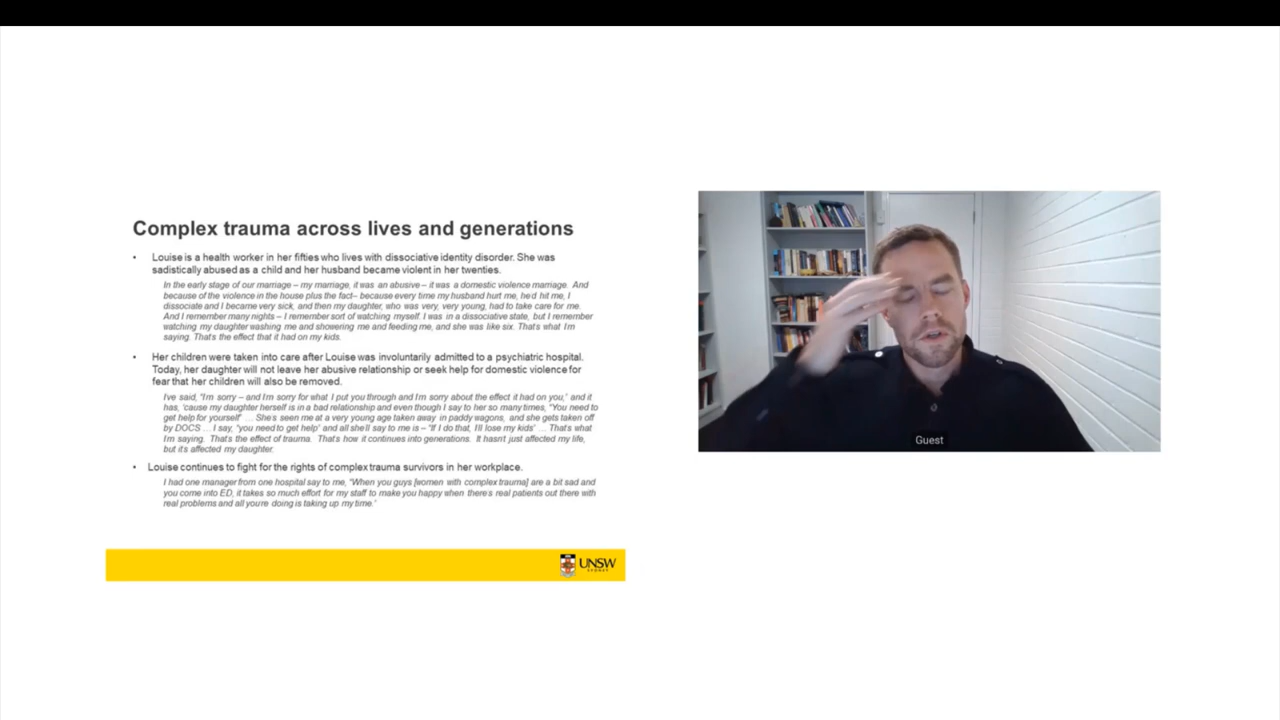 Complex trauma across lives and generations
• Louise is a health worker in her fifties who lives with dissociative identity disorder. She was
sadistically abused as a child and her husband became violent in her twenties.
In the early stage of our marriage – my marriage, it was an abusive – it was a domestic violence marriage. And
because of the violence in the house plus the fact– because every time my husband hurt me, he'd hit me, I
dissociate and I became very sick, and then my daughter, who was very, very young, had to take care for me.
And I remember many nights – I remember sort of watching myself. I was in a dissociative state, but I remember
watching my daughter washing me and showering me and feeding me, and she was like six. That's what I'm
saying. That's the effect that it had on my kids.
• Her children were taken into care after Louise was involuntarily admitted to a psychiatric hospital.
Today, her daughter will not leave her abusive relationship or seek help for domestic violence for
fear that her children will also be removed.
I've said, "I'm sorry – and I'm sorry for what I put you through and I'm sorry about the effect it had on you," and it
has, 'cause my daughter herself is in a bad relationship and even though I say to her so many times, "You need to
get help for yourself' … She's seen me at a very young age taken away in paddy wagons, and she gets taken off
by DOCS … I say, "you need to get help' and all she'll say to me is – "If I do that, I'll lose my kids' … That's what
I'm saying. That's the effect of trauma. That's how it continues into generations. It hasn't just affected my life,
but it's affected my daughter.
• Louise continues to fight for the rights of complex trauma survivors in her workplace.
I had one manager from one hospital say to me, "When you guys [women with complex trauma] are a bit sad and
you come into ED, it takes so much effort for my staff to make you happy when there's real patients out there with
real problems and all you're doing is taking up my time.'
UNSW
SYDNEY
Guest